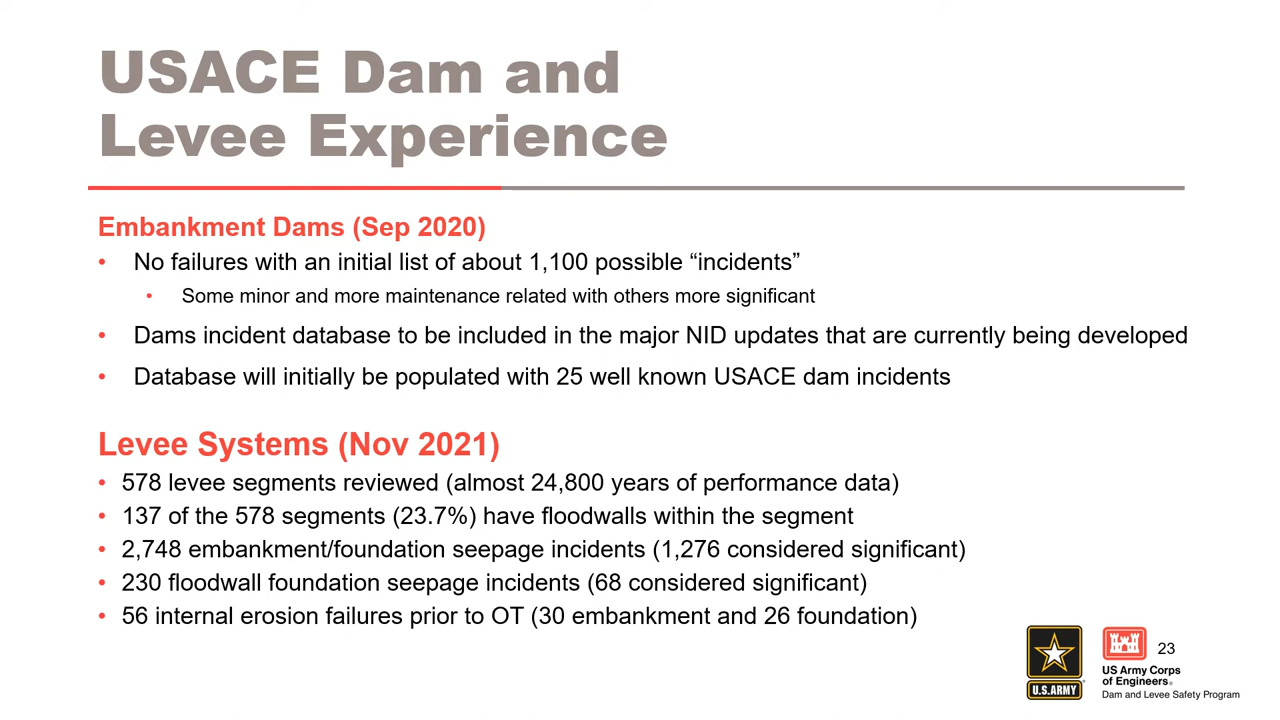 USACE Dam and
Levee Experience
Embankment Dams (Sep 2020)
• No failures with an initial list of about 1,100 possible “incidents”
• Some minor and more maintenance related with others more significant
• Dams incident database to be included in the major NID updates that are currently being developed
• Database will initially be populated with 25 well known USACE dam incidents
Levee Systems (Nov 2021)
• 578 levee segments reviewed (almost 24,800 years of performance data)
• 137 of the 578 segments (23.7%) have floodwalls within the segment
• 2,748 embankment/foundation seepage incidents (1,276 considered significant)
• 230 floodwall foundation seepage incidents (68 considered significant)
• 56 internal erosion failures prior to OT (30 embankment and 26 foundation)
U.S.ARMY
23
US Army Corps
of Engineers®
Dam and Levee Safety Program